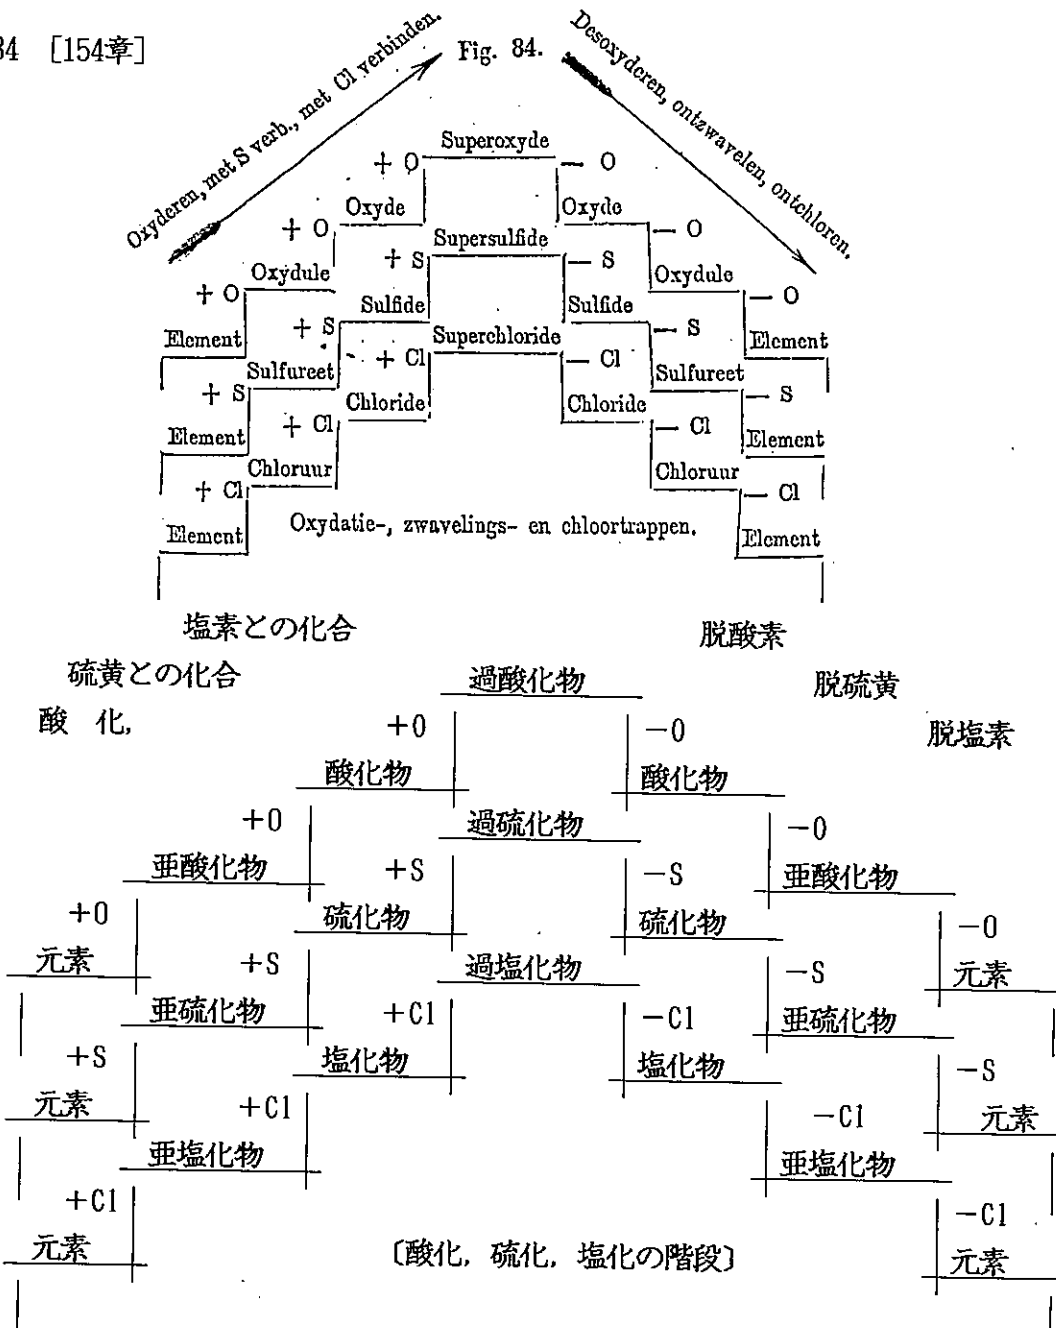 34 [154章]
Fig. 84.
Oxyderen, met S verb., met Cl verbinden.
Desoxyderen, ontzwavelen, ontchloren.
Superoxyde
+ O − O
Oxyde Oxyde
+ O − O
Supersulfide
+ S − S
Oxydule Oxydule
+ O − O
Sulfide Sulfide
+ S − S
Element Superchloride Element
+ Cl − Cl
Sulfureet Sulfureet
+ S − S
Chloride Chloride
+ Cl − Cl
Element Element
Chloruur Chloruur
+ Cl − Cl
Element Element
Oxydatie-, zwavelings- en chloortrappen.
塩素との化合 脱酸素
硫黄との化合 過酸化物 脱硫黄
酸 化, +O −O 脱塩素
酸化物 酸化物
+O 過硫化物 −O
亜酸化物 +S −S 亜酸化物
+O 硫化物 硫化物 −O
元素 +S 過塩化物 −S 元素
亜硫化物 +Cl −Cl 亜硫化物
+S 塩化物 塩化物 −S
元素 +Cl −Cl 元素
亜塩化物 亜塩化物
+Cl −Cl
元素 〔酸化, 硫化, 塩化の階段〕 元素